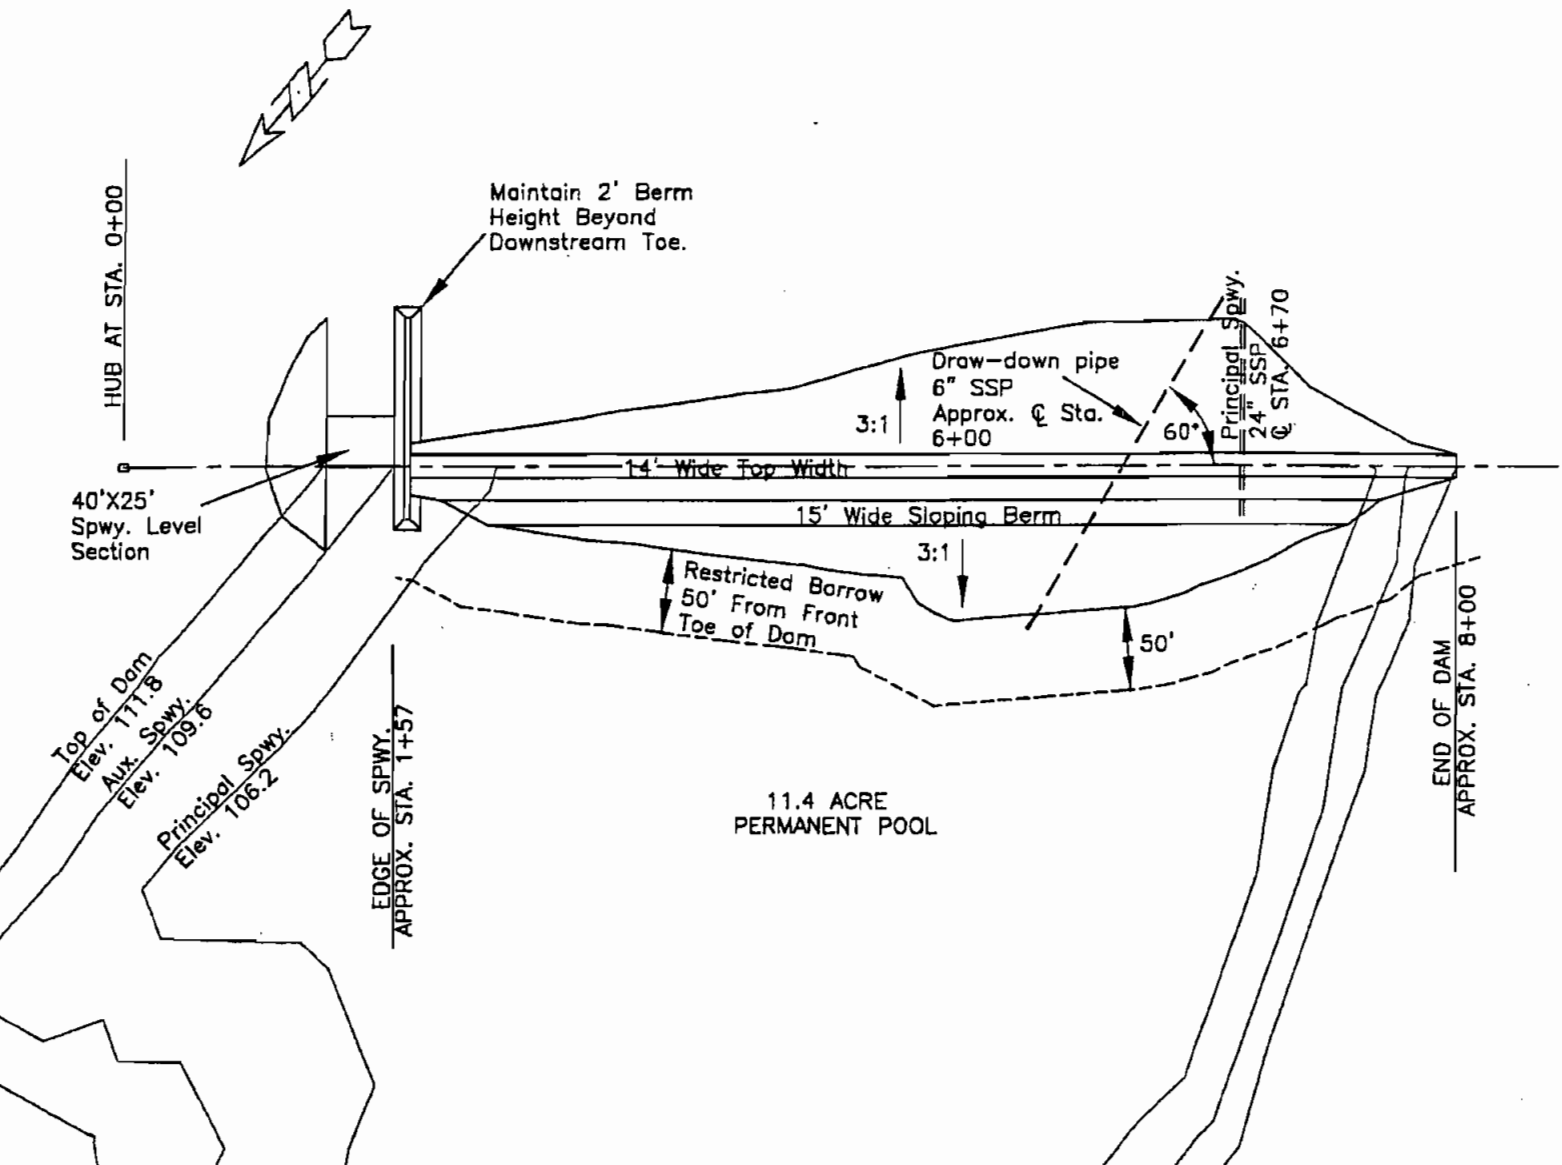 HUB AT STA. 0+00
Maintain 2' Berm
Height Beyond
Downstream Toe.
Draw-down pipe
6" SSP
Approx. ℄ Sta.
6+00
3:1
60°
Principal Spwy.
24" SSP
℄ STA. 6+70
14' Wide Top Width
40'X25'
Spwy. Level
Section
15' Wide Sloping Berm
3:1
Restricted Borrow
50' From Front
Toe of Dam
50'
Top of Dam
Elev. 111.8
Aux. Spwy.
Elev. 109.6
Principal Spwy.
Elev. 106.2
EDGE OF SPWY.
APPROX. STA. 1+57
11.4 ACRE
PERMANENT POOL
END OF DAM
APPROX. STA. 8+00